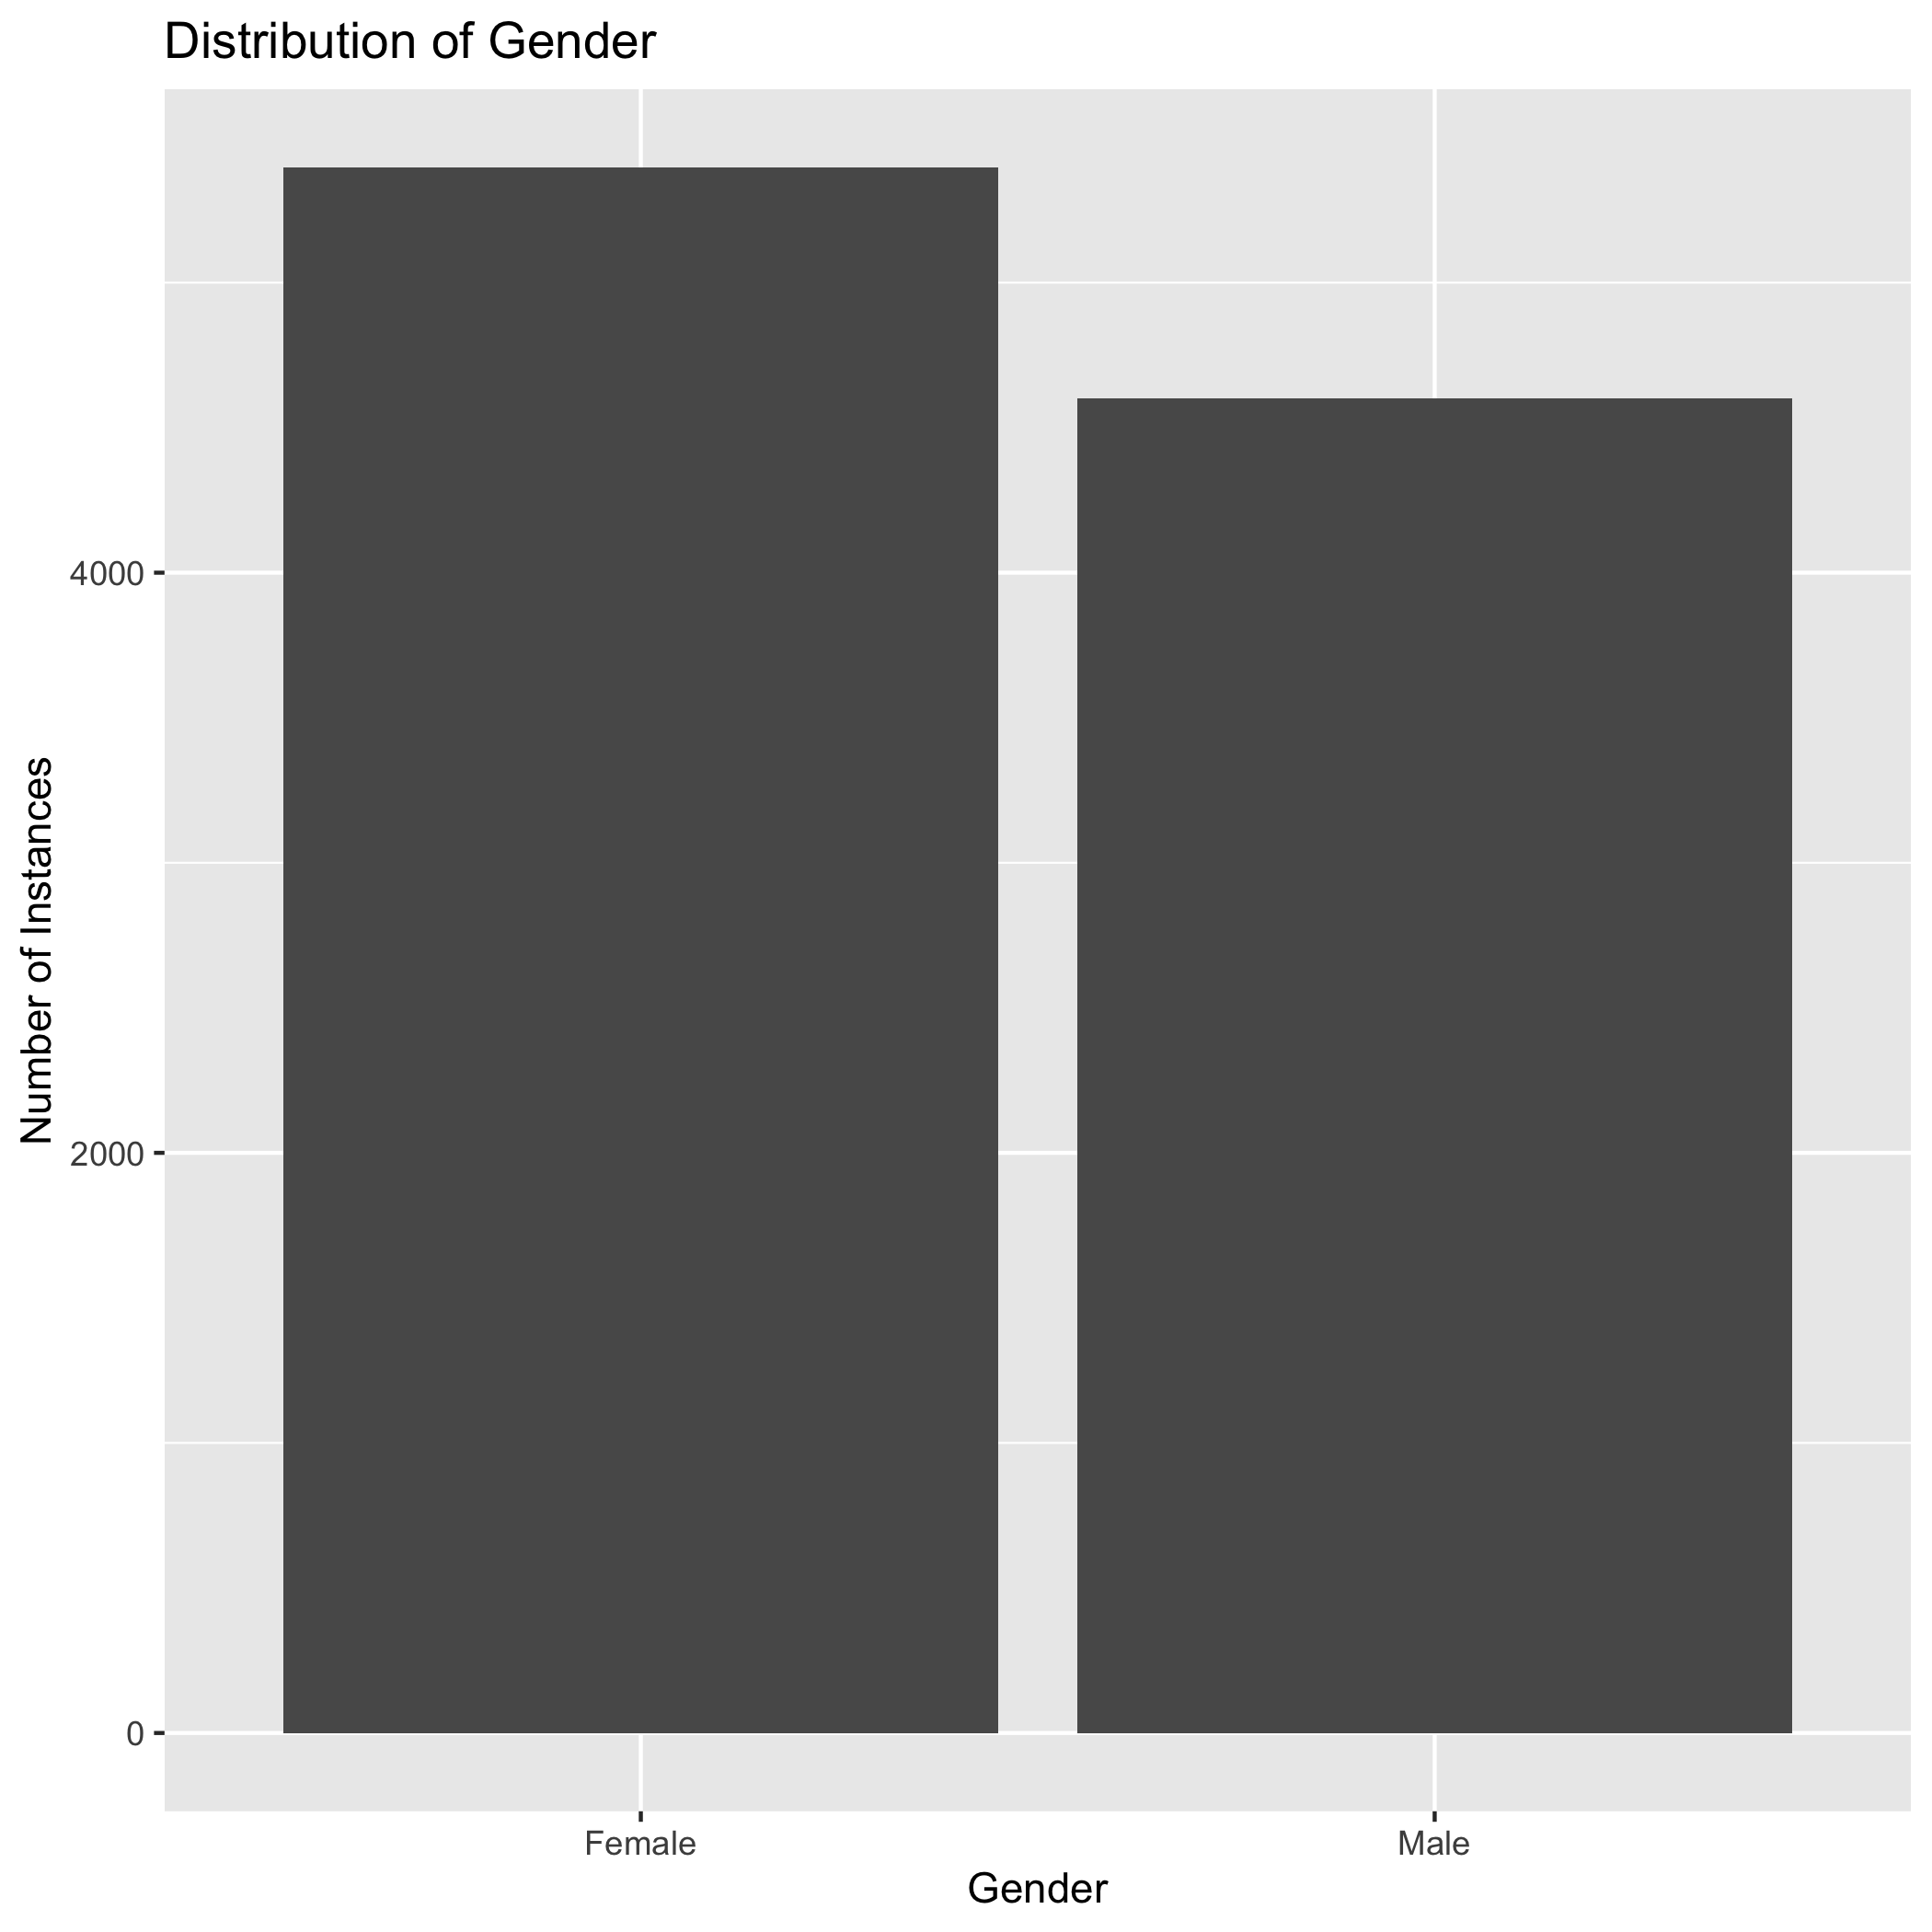 Distribution of Gender
Number of Instances
4000
2000
0
Female
Male
Gender